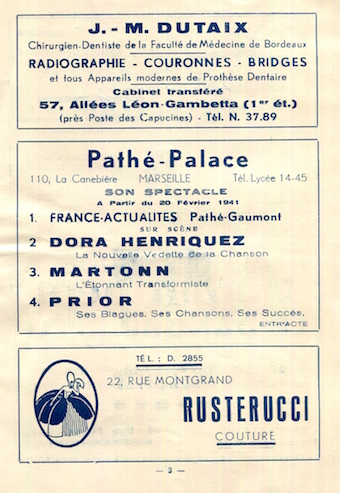 J.-M. DUTAIX
Chirurgien-Dentiste de la Faculté de Médecine de Bordeaux
RADIOGRAPHIE - COURONNES - BRIDGES
et tous Appareils modernes de Prothèse Dentaire
Cabinet transféré
57, Allées Léon-Gambetta (1er ét.)
(près Poste des Capucines) - Tél. N. 37.89
Pathé-Palace
110, La Canebière MARSEILLE Tél. Lycée 14-45
SON SPECTACLE
A Partir du 20 Février 1941
1. FRANCE-ACTUALITES Pathé-Gaumont
SUR SCÈNE
2 DORA HENRIQUEZ
La Nouvelle Vedette de la Chanson
3. MARTONN
L'Étonnant Transformiste
4. PRIOR
Ses Blagues, Ses Chansons, Ses Succés,
ENTR'ACTE
TÉL: D. 2855
22, RUE MONTGRAND
RUSTERUCCI
COUTURE
— 3 —